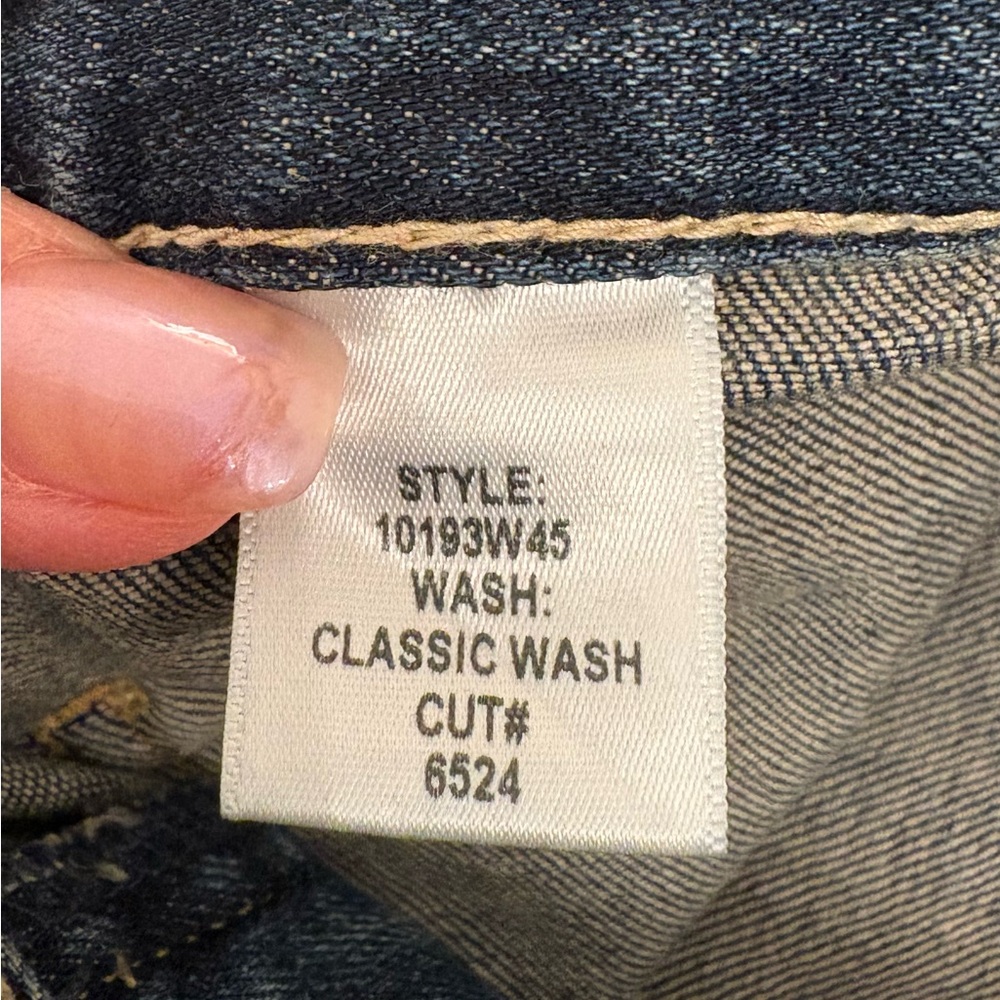 STYLE:
10193W45
WASH:
CLASSIC WASH
CUT#
6524